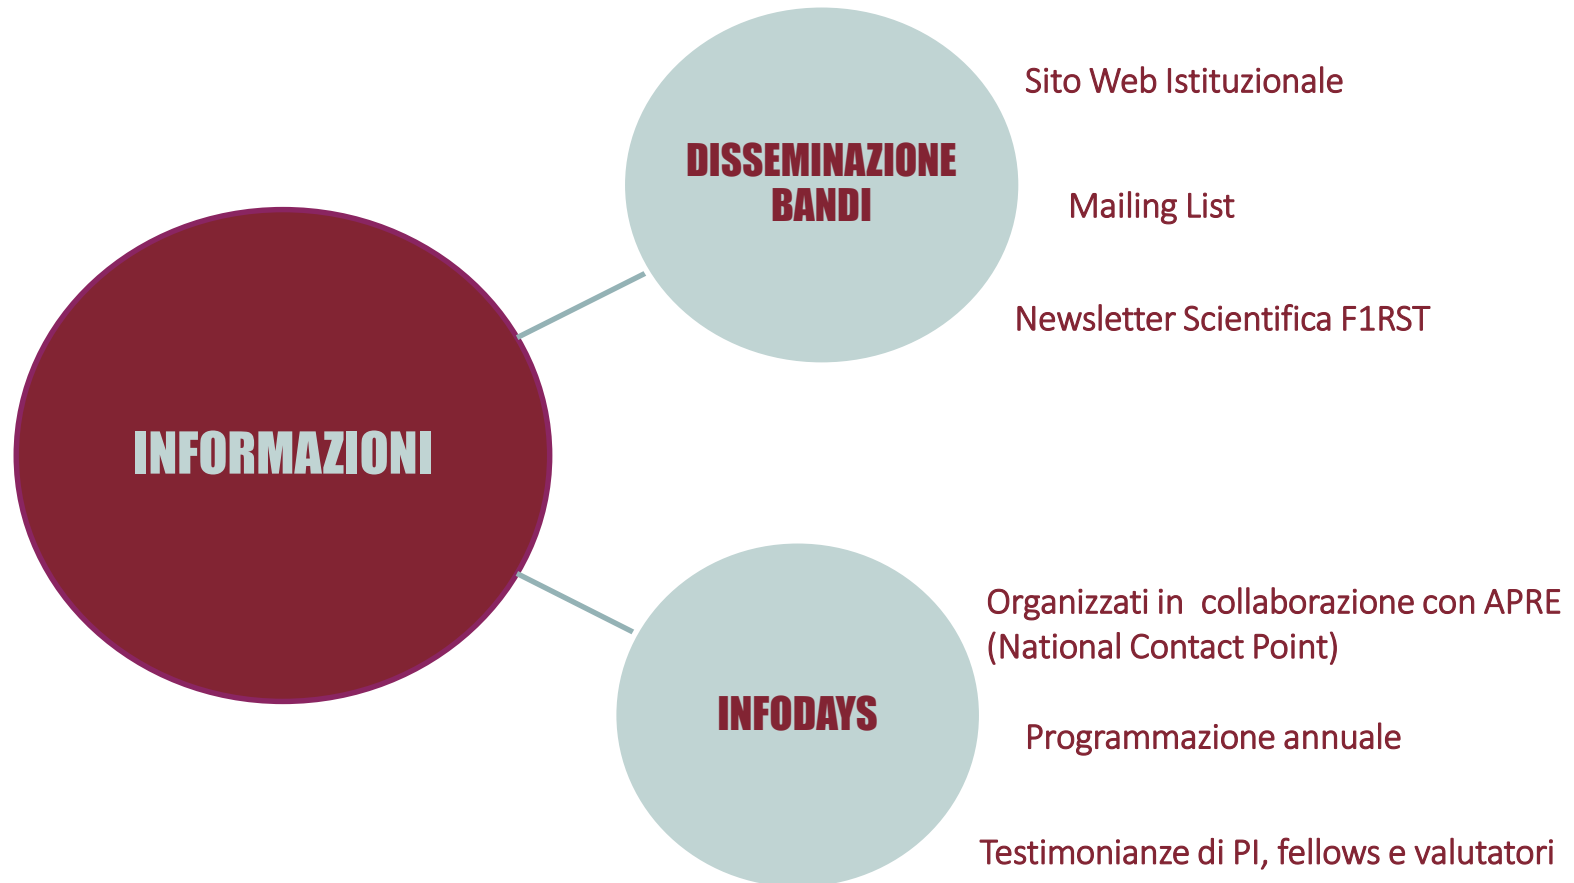 INFORMAZIONI
DISSEMINAZIONE
BANDI
Sito Web Istituzionale
Mailing List
Newsletter Scientifica F1RST
INFODAYS
Organizzati in  collaborazione con APRE
(National Contact Point)
Programmazione annuale
Testimonianze di PI, fellows e valutatori